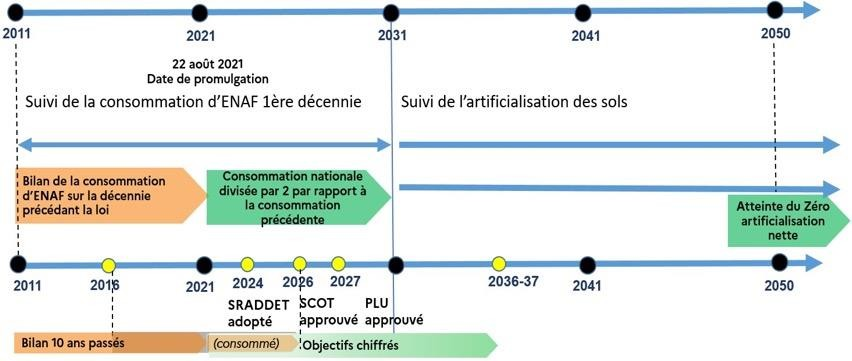 2011 2021 2031 2041 2050
22 août 2021
Date de promulgation
Suivi de la consommation d'ENAF 1ère décennie
Suivi de l'artificialisation des sols
Bilan de la consommation
d'ENAF sur la décennie
précédant la loi
Consommation nationale
divisée par 2 par rapport à
la consommation
précédente
Atteinte du Zéro
artificialisation
nette
2011 2016 2021 2024 2026 2027 2036-37 2041 2050
SRADDET
adopté
SCOT
approuvé
PLU
approuvé
Bilan 10 ans passés
(consommé)
Objectifs chiffrés